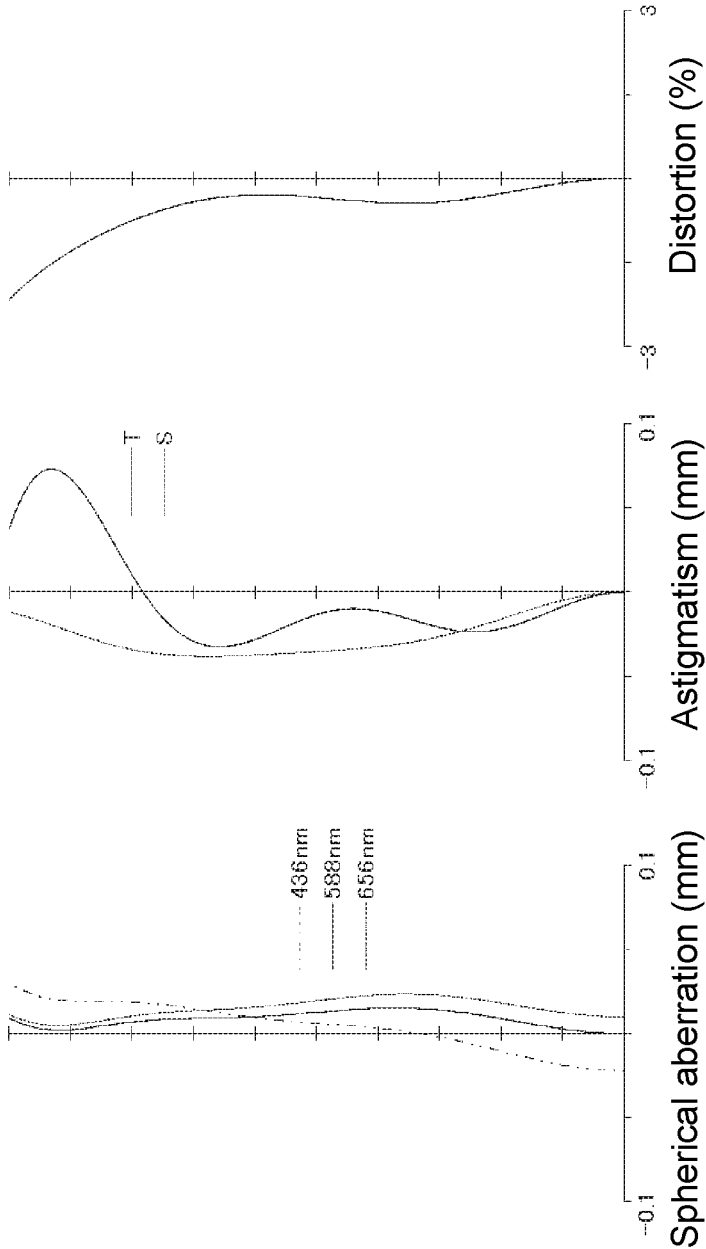 436nm
588nm
656nm
-0.1
0.1
Spherical aberration (mm)
T
S
-0.1
0.1
Astigmatism (mm)
-3
3
Distortion (%)